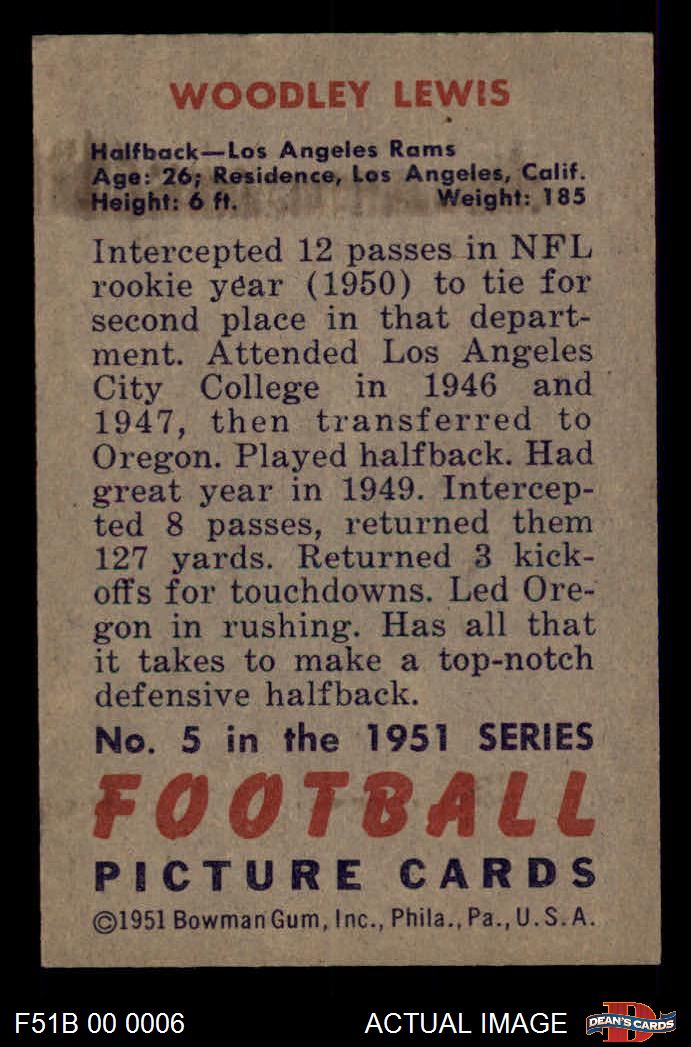 WOODLEY LEWIS
Halfback—Los Angeles Rams
Age: 26; Residence, Los Angeles, Calif.
Height: 6 ft. Weight: 185
Intercepted 12 passes in NFL
rookie year (1950) to tie for
second place in that depart-
ment. Attended Los Angeles
City College in 1946 and
1947, then transferred to
Oregon. Played halfback. Had
great year in 1949. Intercep-
ted 8 passes, returned them
127 yards. Returned 3 kick-
offs for touchdowns. Led Ore-
gon in rushing. Has all that
it takes to make a top-notch
defensive halfback.
No. 5 in the 1951 SERIES
FOOTBALL
PICTURE CARDS
©1951 Bowman Gum, Inc., Phila., Pa., U.S.A.
F51B 00 0006 ACTUAL IMAGE D DEAN'S CARDS